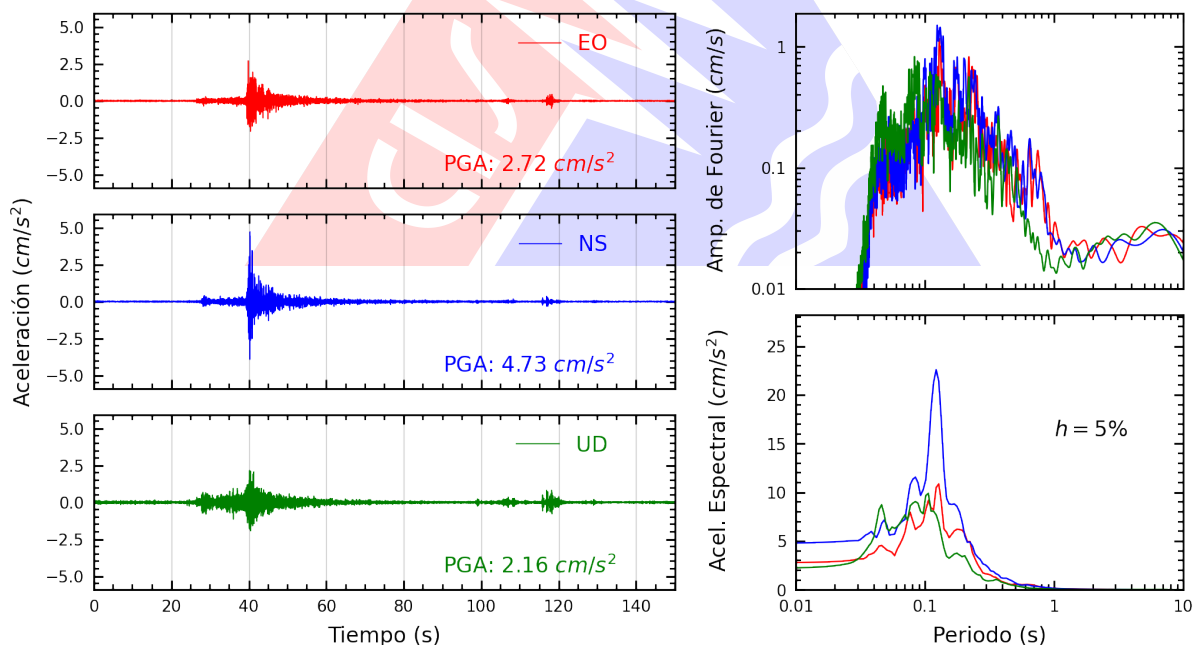 Aceleración (cm/s²)
5.0
2.5
0.0
−2.5
−5.0
EO
PGA: 2.72 cm/s²
5.0
2.5
0.0
−2.5
−5.0
NS
PGA: 4.73 cm/s²
5.0
2.5
0.0
−2.5
−5.0
UD
PGA: 2.16 cm/s²
0 20 40 60 80 100 120 140
Tiempo (s)
Amp. de Fourier (cm/s)
1
0.1
0.01
Acel. Espectral (cm/s²)
25
20
15
10
5
0
h = 5%
0.01 0.1 1 10
Periodo (s)